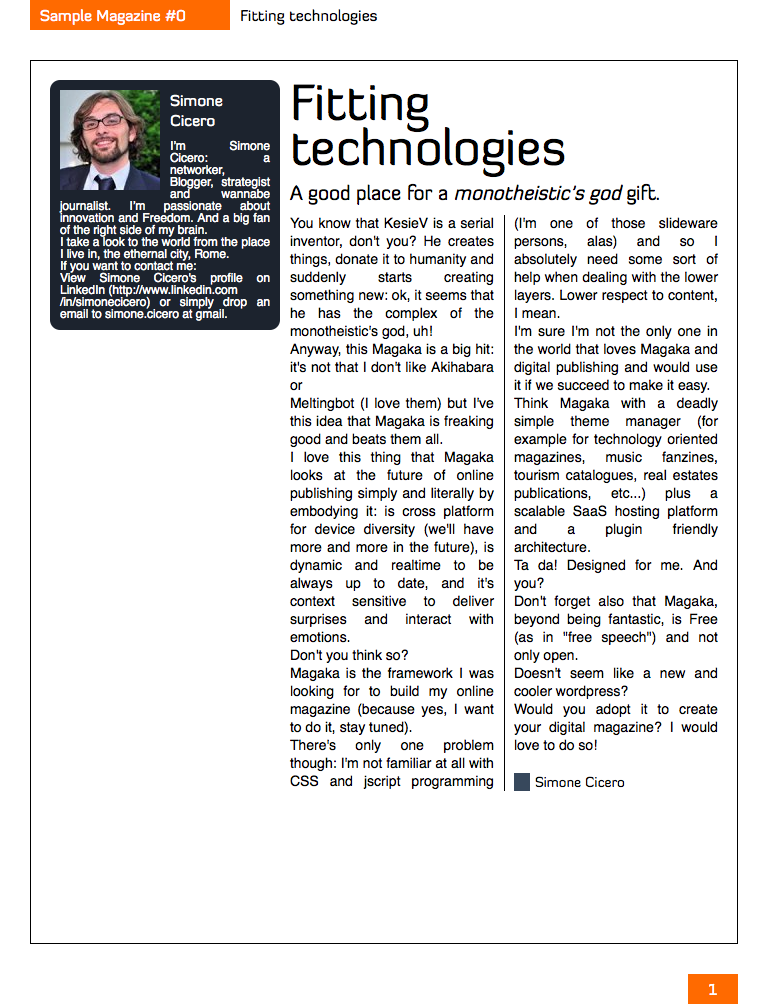 Sample Magazine #0
Fitting technologies
Simone
Cicero
I'm Simone
Cicero: a
networker,
Blogger, strategist
and wannabe
journalist. I'm passionate about
innovation and Freedom. And a big fan
of the right side of my brain.
I take a look to the world from the place
I live in, the ethernal city, Rome.
If you want to contact me:
View Simone Cicero's profile on
LinkedIn (http://www.linkedin.com
/in/simonecicero) or simply drop an
email to simone.cicero at gmail.
Fitting
technologies
A good place for a monotheistic's god gift.
You know that KesieV is a serial
inventor, don't you? He creates
things, donate it to humanity and
suddenly starts creating
something new: ok, it seems that
he has the complex of the
monotheistic's god, uh!
Anyway, this Magaka is a big hit:
it's not that I don't like Akihabara
or
Meltingbot (I love them) but I've
this idea that Magaka is freaking
good and beats them all.
I love this thing that Magaka
looks at the future of online
publishing simply and literally by
embodying it: is cross platform
for device diversity (we'll have
more and more in the future), is
dynamic and realtime to be
always up to date, and it's
context sensitive to deliver
surprises and interact with
emotions.
Don't you think so?
Magaka is the framework I was
looking for to build my online
magazine (because yes, I want
to do it, stay tuned).
There's only one problem
though: I'm not familiar at all with
CSS and jscript programming
(I'm one of those slideware
persons, alas) and so I
absolutely need some sort of
help when dealing with the lower
layers. Lower respect to content,
I mean.
I'm sure I'm not the only one in
the world that loves Magaka and
digital publishing and would use
it if we succeed to make it easy.
Think Magaka with a deadly
simple theme manager (for
example for technology oriented
magazines, music fanzines,
tourism catalogues, real estates
publications, etc...) plus a
scalable SaaS hosting platform
and a plugin friendly
architecture.
Ta da! Designed for me. And
you?
Don't forget also that Magaka,
beyond being fantastic, is Free
(as in "free speech") and not
only open.
Doesn't seem like a new and
cooler wordpress?
Would you adopt it to create
your digital magazine? I would
love to do so!
Simone Cicero
1